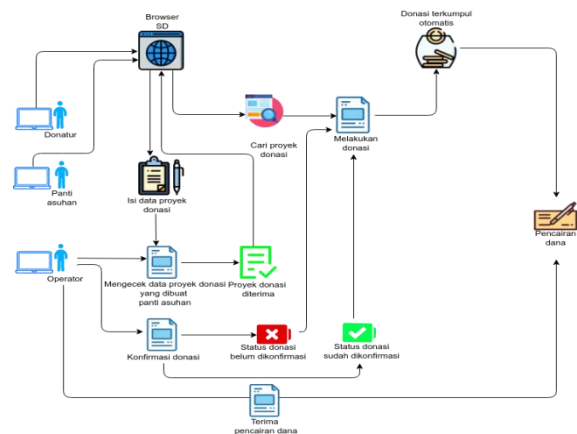 Browser
SD
Donasi terkumpul
otomatis
Donatur
Cari proyek
donasi
Melakukan
donasi
Panti
asuhan
Isi data proyek
donasi
Pencairan
dana
Operator
Mengecek data proyek donasi
yang dibuat
panti asuhan
Proyek donasi
diterima
Konfirmasi donasi
Status donasi
belum dikonfirmasi
Status donasi
sudah dikonfirmasi
Terima
pencairan dana